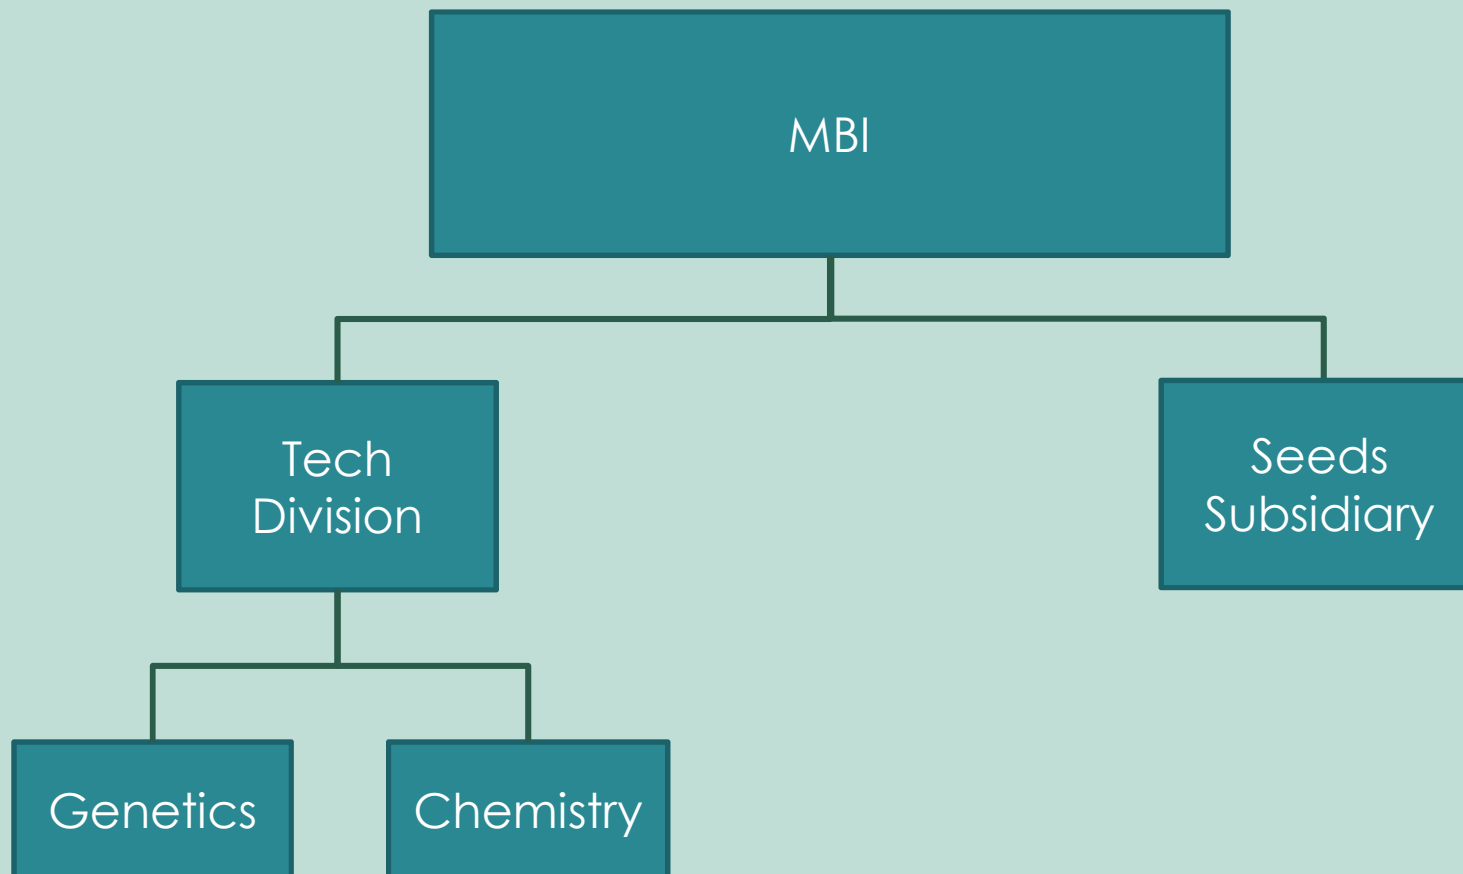 MBI
Tech
Division
Seeds
Subsidiary
Genetics
Chemistry